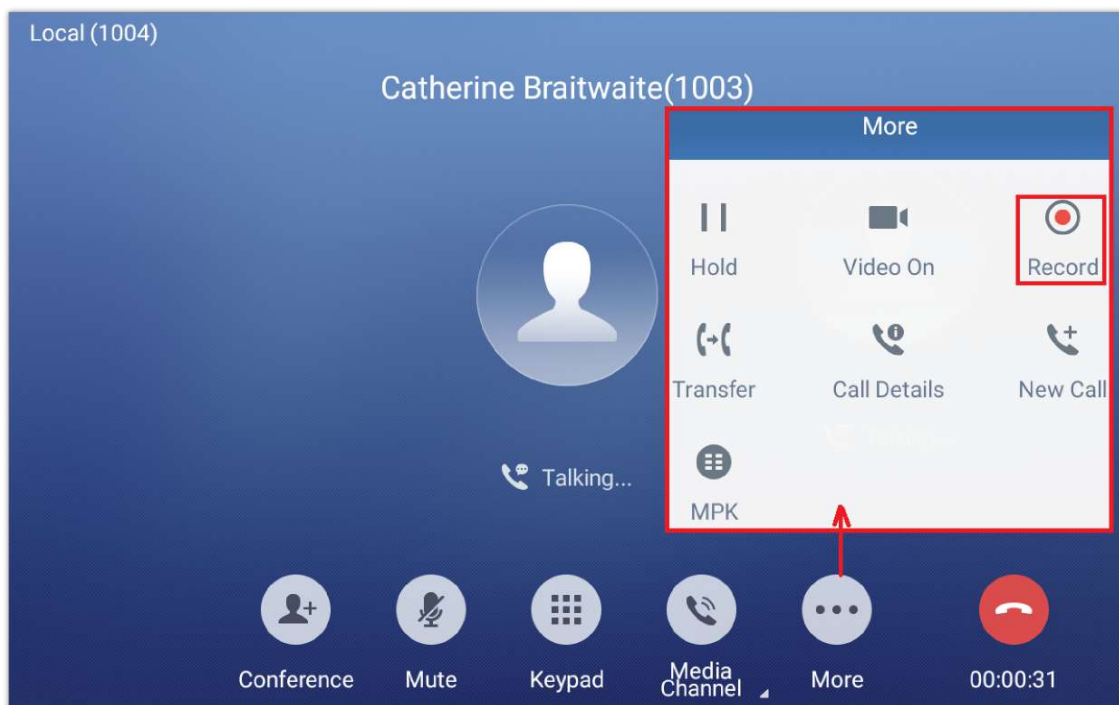 Local (1004)
Catherine Braitwaite(1003)
More
Hold Video On Record
Transfer Call Details New Call
MPK
Talking...
Conference Mute Keypad Media Channel More 00:00:31